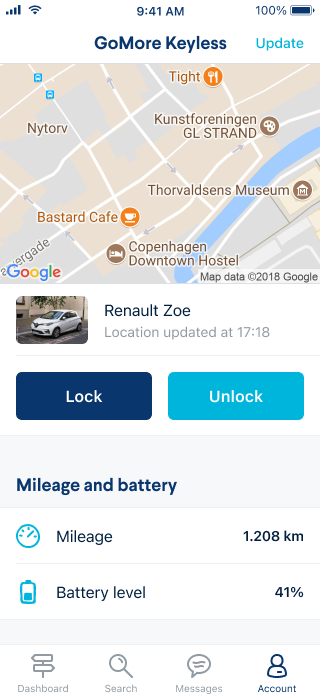 9:41 AM
100%
GoMore Keyless
Update
Tight
Nytorv
Kunstforeningen
GL STRAND
Thorvaldsens Museum
Bastard Cafe
Copenhagen
Downtown Hostel
Google
Map data ©2018 Google
Renault Zoe
Location updated at 17:18
Lock
Unlock
Mileage and battery
Mileage
1.208 km
Battery level
41%
Dashboard
Search
Messages
Account